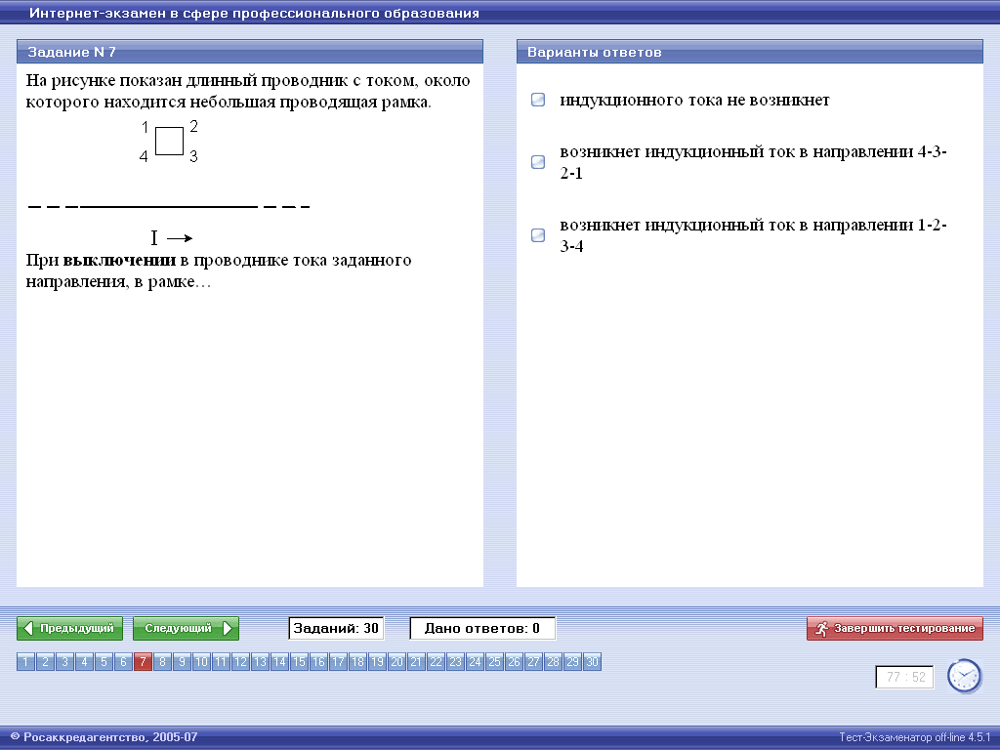 Интернет-экзамен в сфере профессионального образования
Задание N 7
На рисунке показан длинный проводник с током, около
которого находится небольшая проводящая рамка.
1 2
4 3
I
При выключении в проводнике тока заданного
направления, в рамке…
Варианты ответов
индукционного тока не возникнет
возникнет индукционный ток в направлении 4-3-
2-1
возникнет индукционный ток в направлении 1-2-
3-4
Предыдущий Следующий Заданий: 30 Дано ответов: 0 Завершить тестирование
1 2 3 4 5 6 7 8 9 10 11 12 13 14 15 16 17 18 19 20 21 22 23 24 25 26 27 28 29 30
77 : 52
© Росаккредагентство, 2005-07 Тест-Экзаменатор off-line 4.5.1